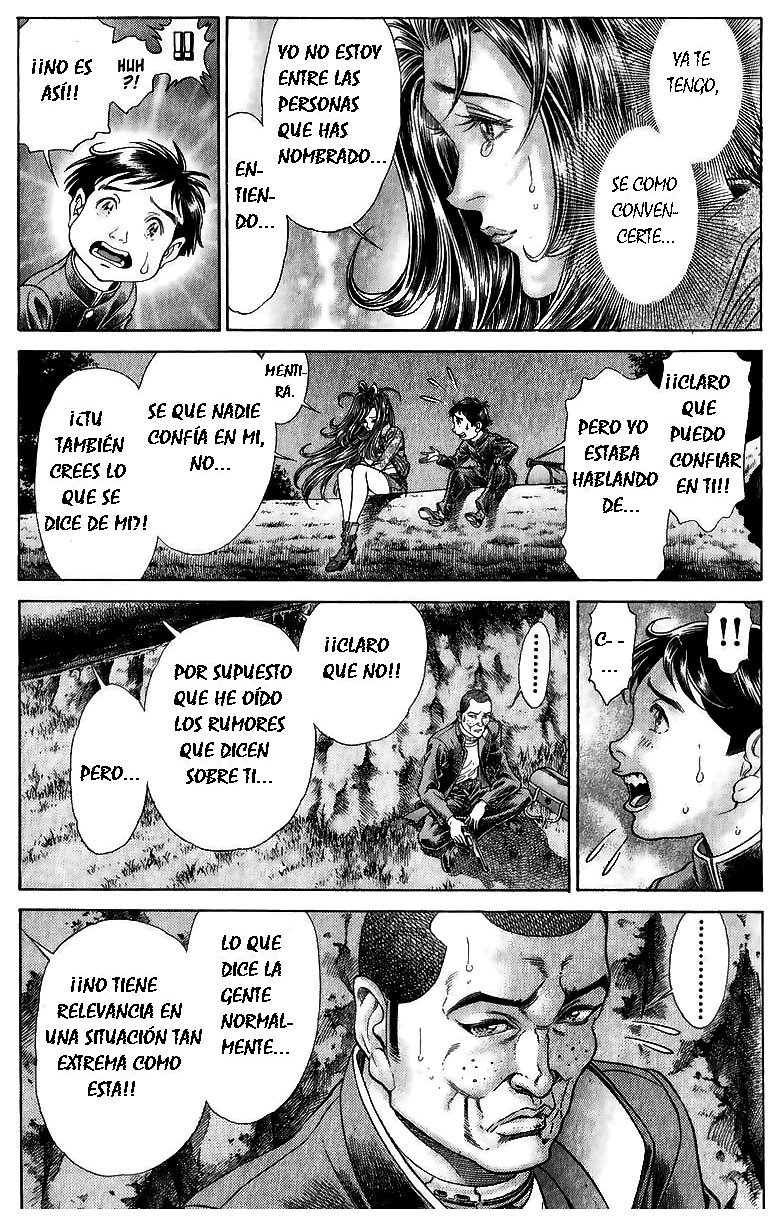 YA TE
TENGO,
SE COMO
CONVEN-
CERTE...
YO NO ESTOY
ENTRE LAS
PERSONAS
QUE HAS
NOMBRADO...
EN-
TIEN-
DO...
!!
HUH
?!
¡¡NO ES
ASÍ!!
¡¡CLARO
QUE
PUEDO
CONFIAR
EN TI!!
PERO YO
ESTABA
HABLANDO
DE...
MENTI-
RA.
SE QUE NADIE
CONFÍA EN MI,
NO...
¡¿TU
TAMBIÉN
CREES LO
QUE SE
DICE DE MI?!
!!
C- -
...
........
¡¡CLARO
QUE NO!!
POR SUPUESTO
QUE HE OÍDO
LOS RUMORES
QUE DICEN
SOBRE TI...
PERO...
........
LO QUE
DICE LA
GENTE
NORMAL-
MENTE...
¡¡NO TIENE
RELEVANCIA EN
UNA SITUACIÓN TAN
EXTREMA COMO
ESTA!!